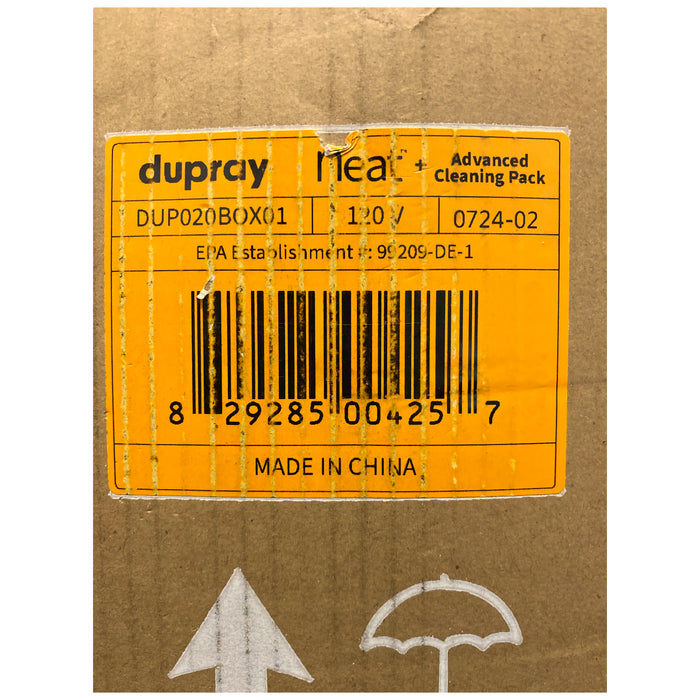 dupray neat™ + Advanced Cleaning Pack
DUP020BOX01 120 V 0724-02
EPA Establishment #: 99209-DE-1
8 29285 00425 7
MADE IN CHINA